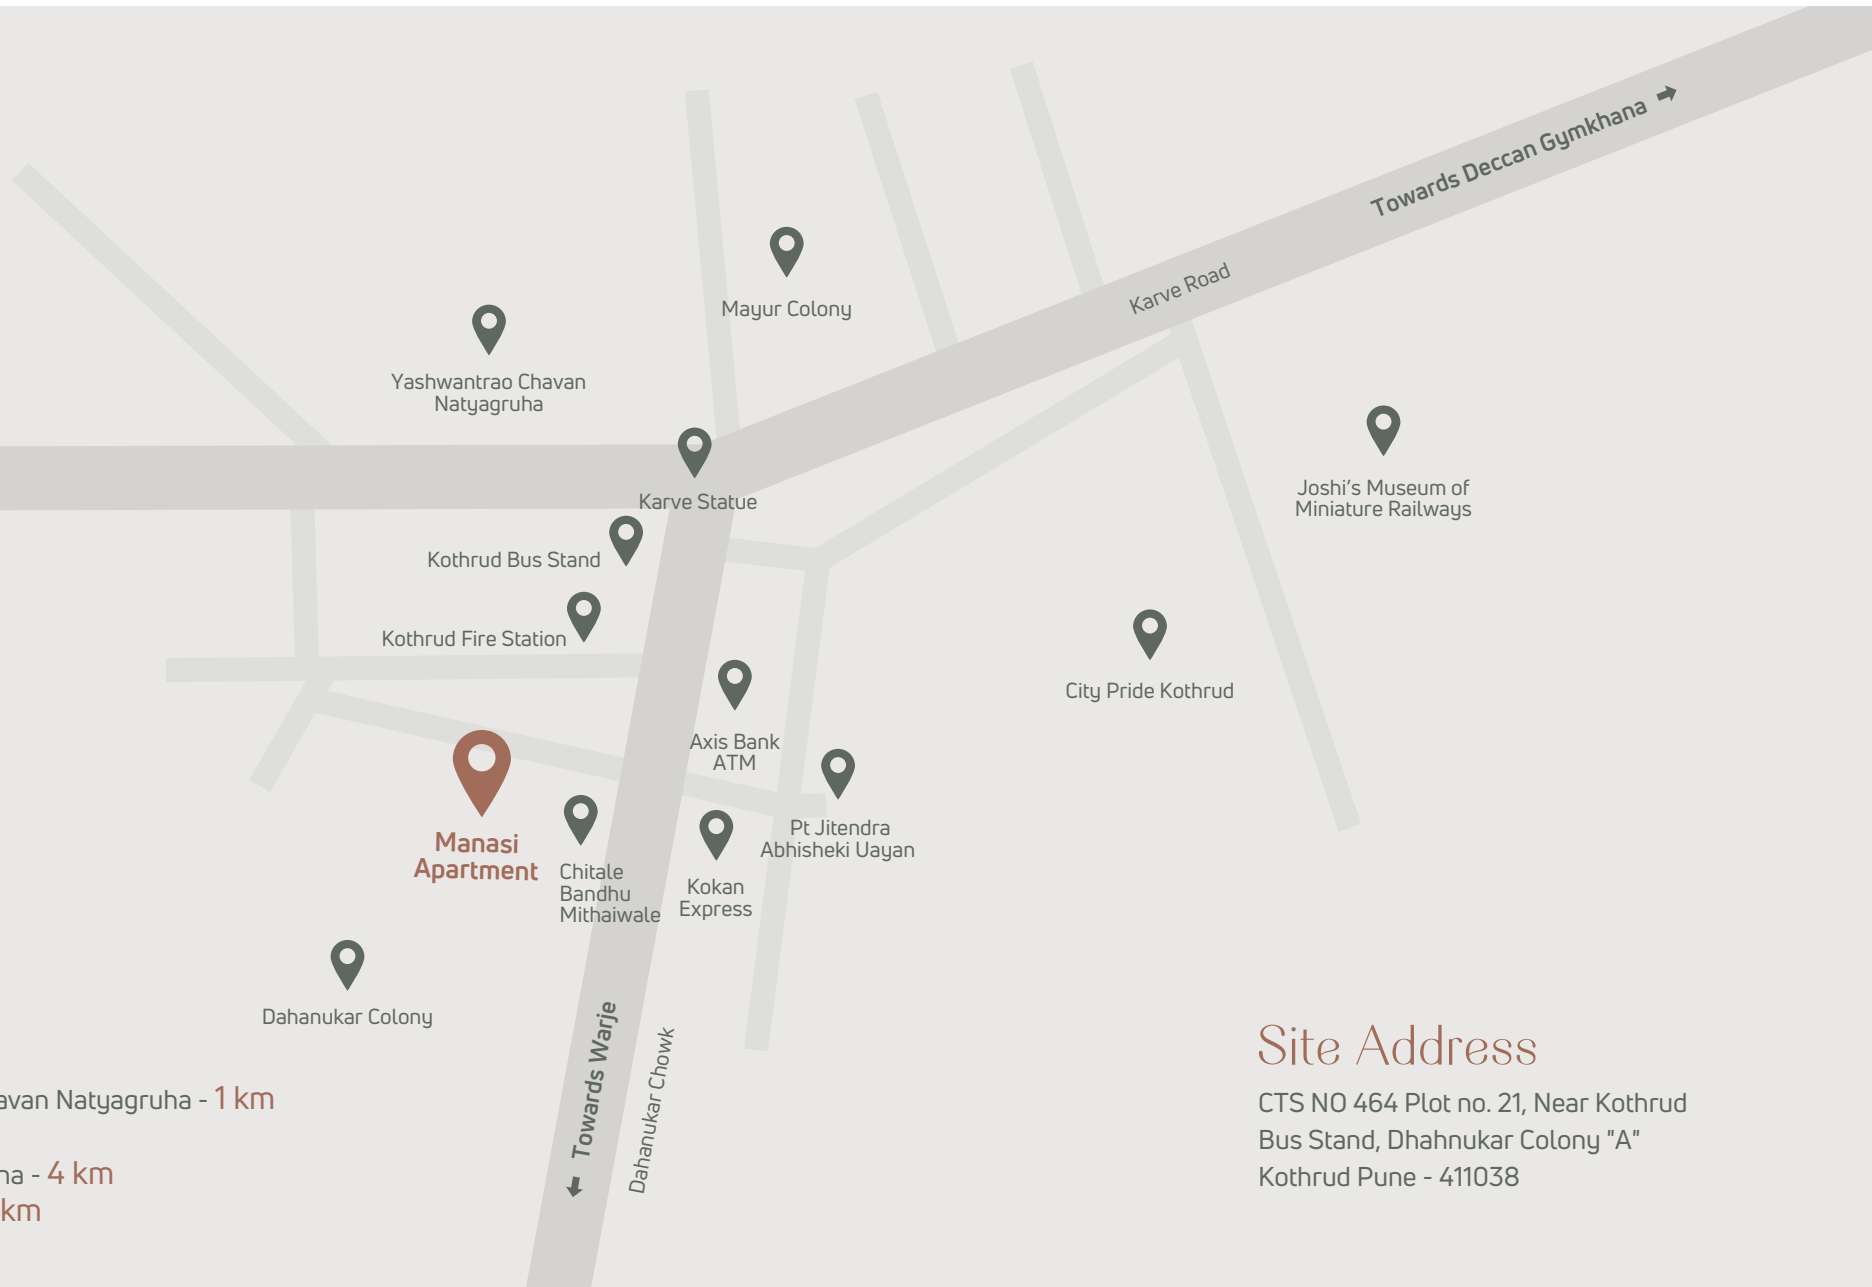 Towards Deccan Gymkhana
Karve Road
Mayur Colony
Yashwantrao Chavan
Natyagruha
Joshi's Museum of
Miniature Railways
Karve Statue
Kothrud Bus Stand
Kothrud Fire Station
City Pride Kothrud
Axis Bank
ATM
Pt Jitendra
Abhisheki Uayan
Manasi
Apartment
Chitale
Bandhu
Mithaiwale
Kokan
Express
Dahanukar Colony
Towards Warje
Dahanukar Chowk
avan Natyagruha - 1 km
na - 4 km
km
Site Address
CTS NO 464 Plot no. 21, Near Kothrud
Bus Stand, Dhahnukar Colony "A"
Kothrud Pune - 411038